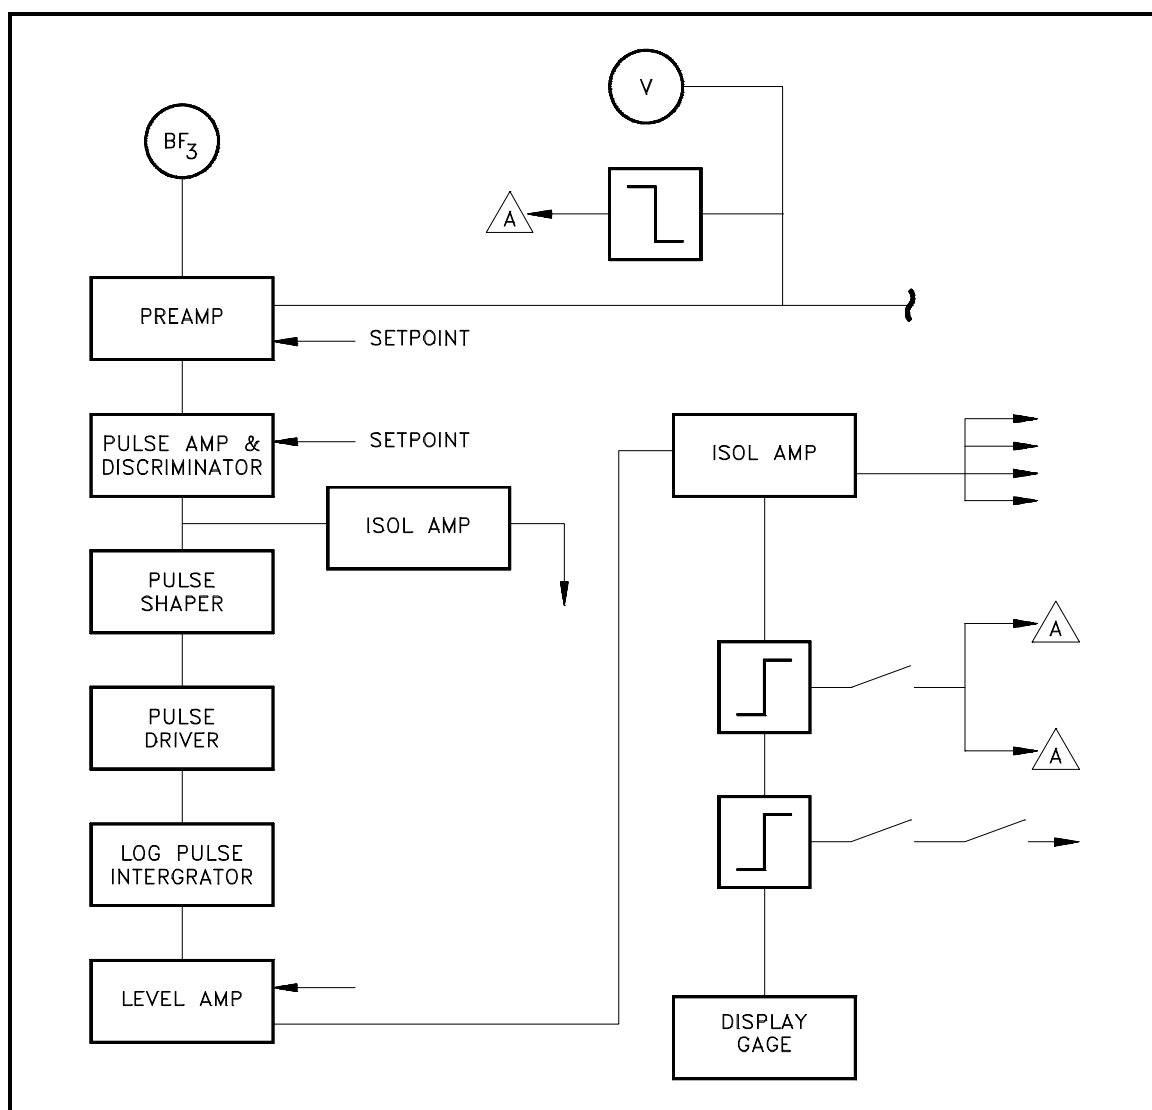 V
BF3
A
PREAMP
SETPOINT
PULSE AMP &
DISCRIMINATOR
SETPOINT
ISOL AMP
ISOL AMP
PULSE
SHAPER
A
PULSE
DRIVER
A
LOG PULSE
INTERGRATOR
LEVEL AMP
DISPLAY
GAGE